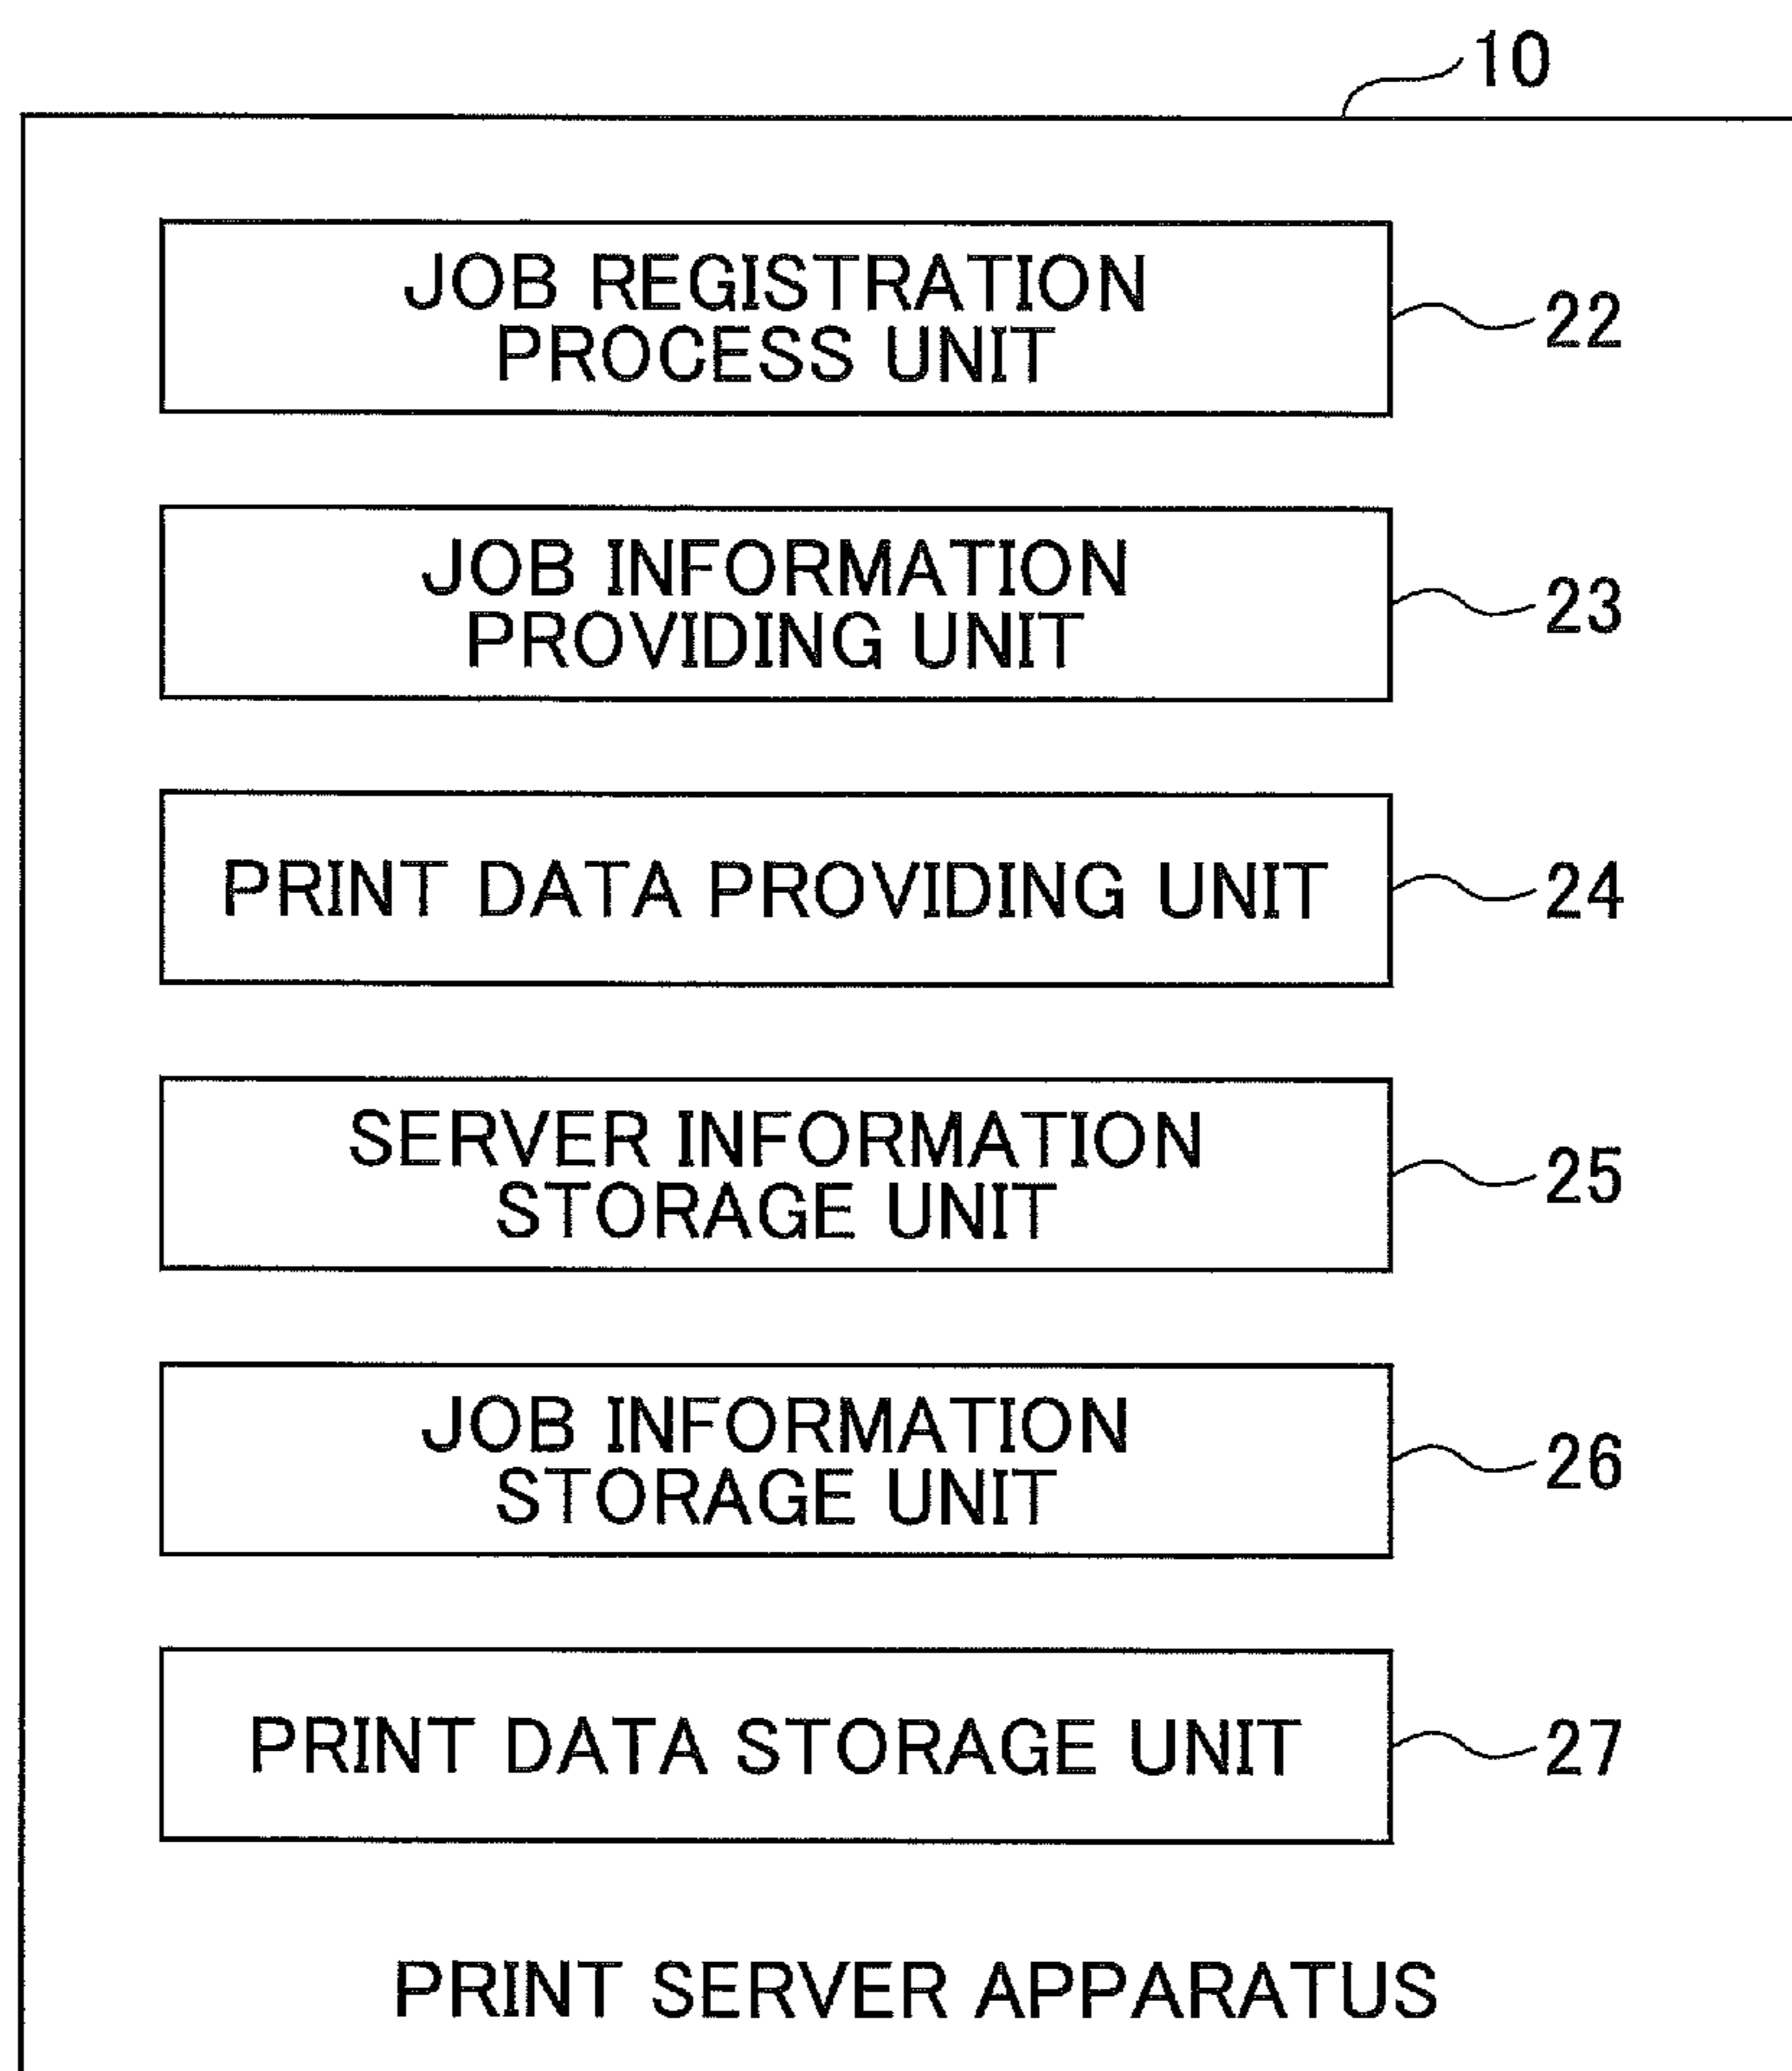 10
JOB REGISTRATION
PROCESS UNIT
22
JOB INFORMATION
PROVIDING UNIT
23
PRINT DATA PROVIDING UNIT
24
SERVER INFORMATION
STORAGE UNIT
25
JOB INFORMATION
STORAGE UNIT
26
PRINT DATA STORAGE UNIT
27
PRINT SERVER APPARATUS